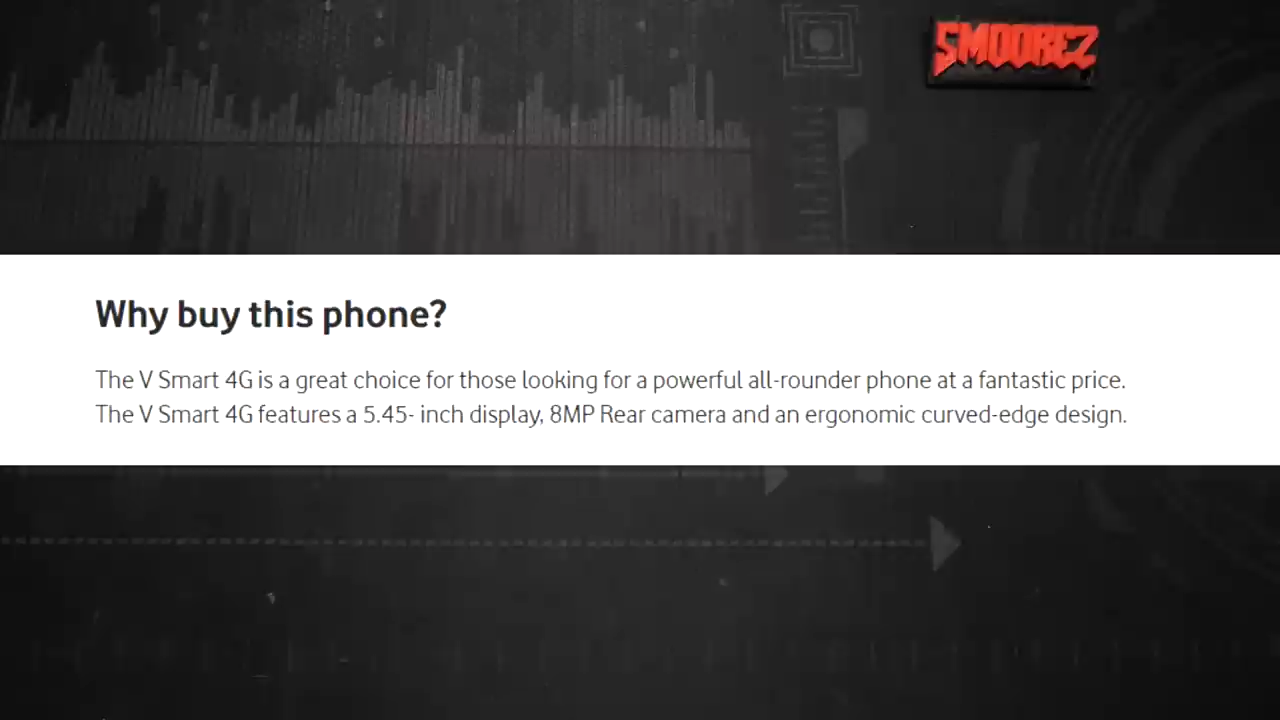 SMOOREZ
Why buy this phone?
The V Smart 4G is a great choice for those looking for a powerful all-rounder phone at a fantastic price.
The V Smart 4G features a 5.45- inch display, 8MP Rear camera and an ergonomic curved-edge design.